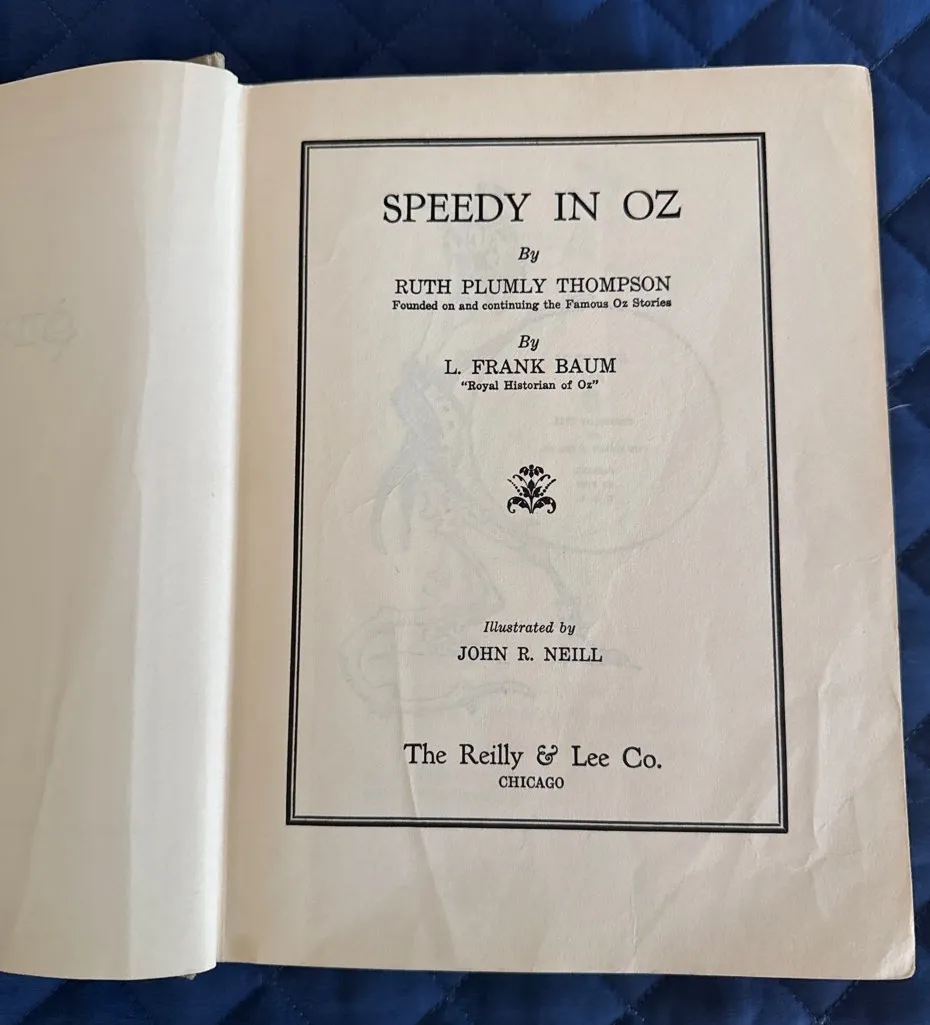 SPEEDY IN OZ
By
RUTH PLUMLY THOMPSON
Founded on and continuing the Famous Oz Stories
By
L. FRANK BAUM
"Royal Historian of Oz"
Illustrated by
JOHN R. NEILL
The Reilly & Lee Co.
CHICAGO